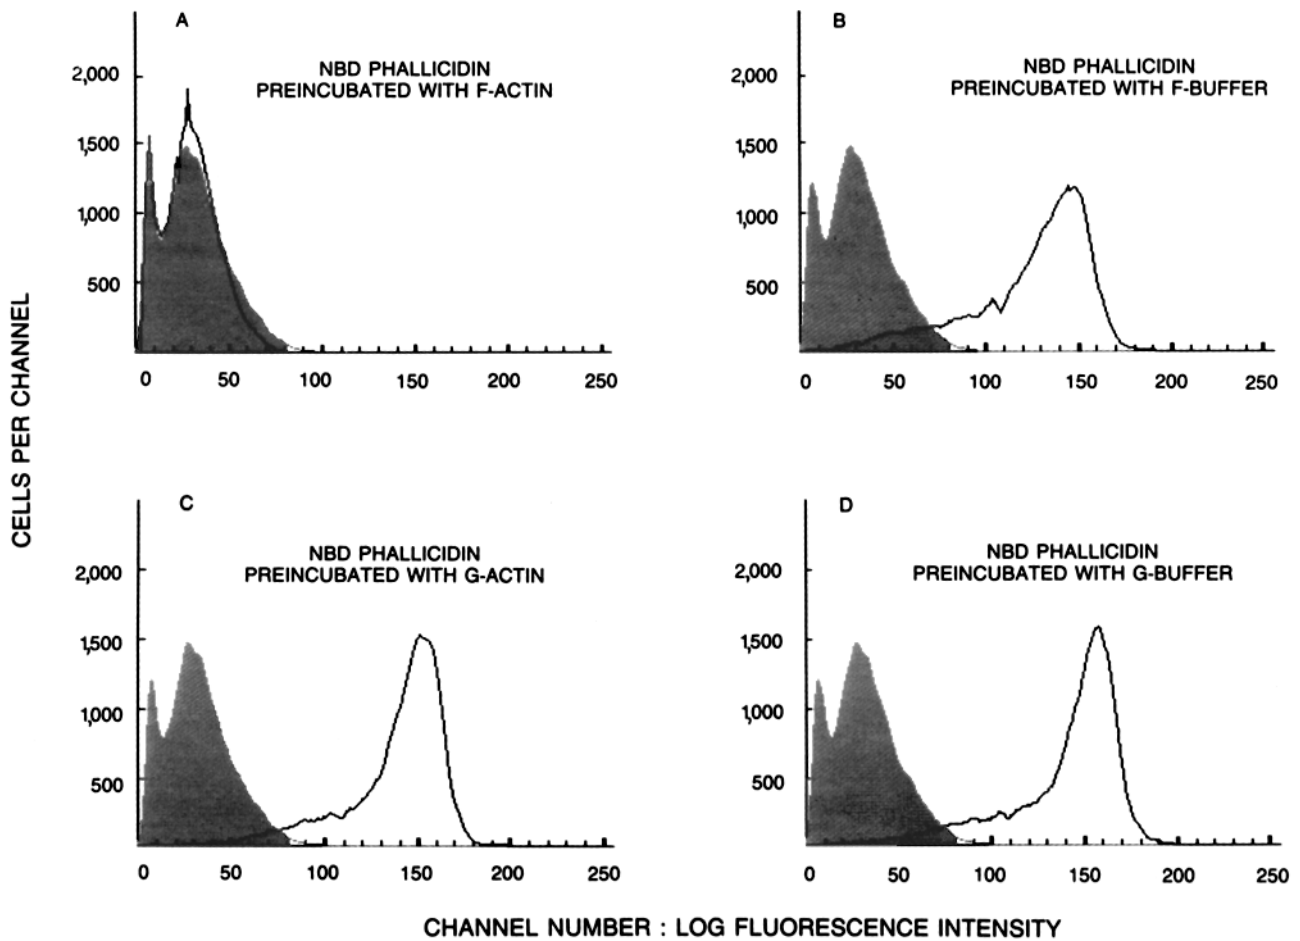 A
NBD PHALLICIDIN
PREINCUBATED WITH F-ACTIN
2,000
1,500
1,000
500
0 50 100 150 200 250
B
NBD PHALLICIDIN
PREINCUBATED WITH F-BUFFER
2,000
1,500
1,000
500
0 50 100 150 200 250
CELLS PER CHANNEL
C
NBD PHALLICIDIN
PREINCUBATED WITH G-ACTIN
2,000
1,500
1,000
500
0 50 100 150 200 250
D
NBD PHALLICIDIN
PREINCUBATED WITH G-BUFFER
2,000
1,500
1,000
500
0 50 100 150 200 250
CHANNEL NUMBER : LOG FLUORESCENCE INTENSITY